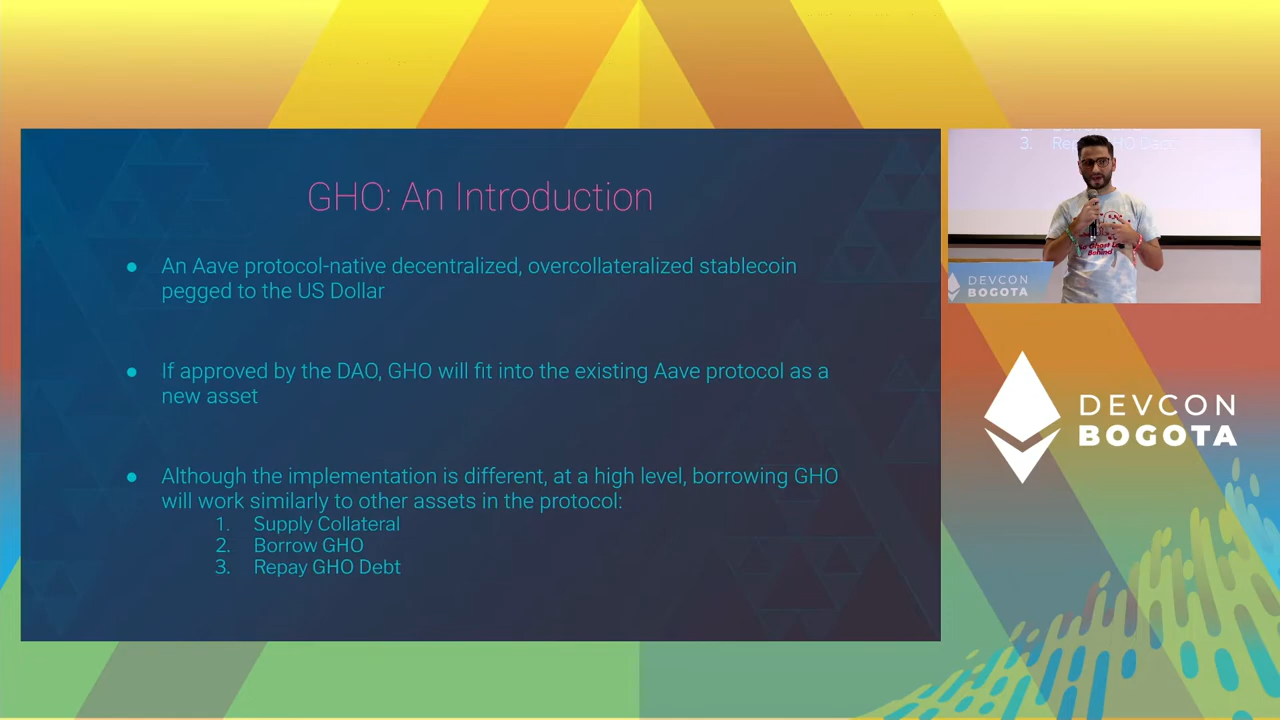 GHO: An Introduction
● An Aave protocol-native decentralized, overcollateralized stablecoin
pegged to the US Dollar
● If approved by the DAO, GHO will fit into the existing Aave protocol as a
new asset
● Although the implementation is different, at a high level, borrowing GHO
will work similarly to other assets in the protocol:
1. Supply Collateral
2. Borrow GHO
3. Repay GHO Debt
3. Repay GHO Debt
Ghost
Behind
DEVCON
BOGOTA
DEVCON
BOGOTA